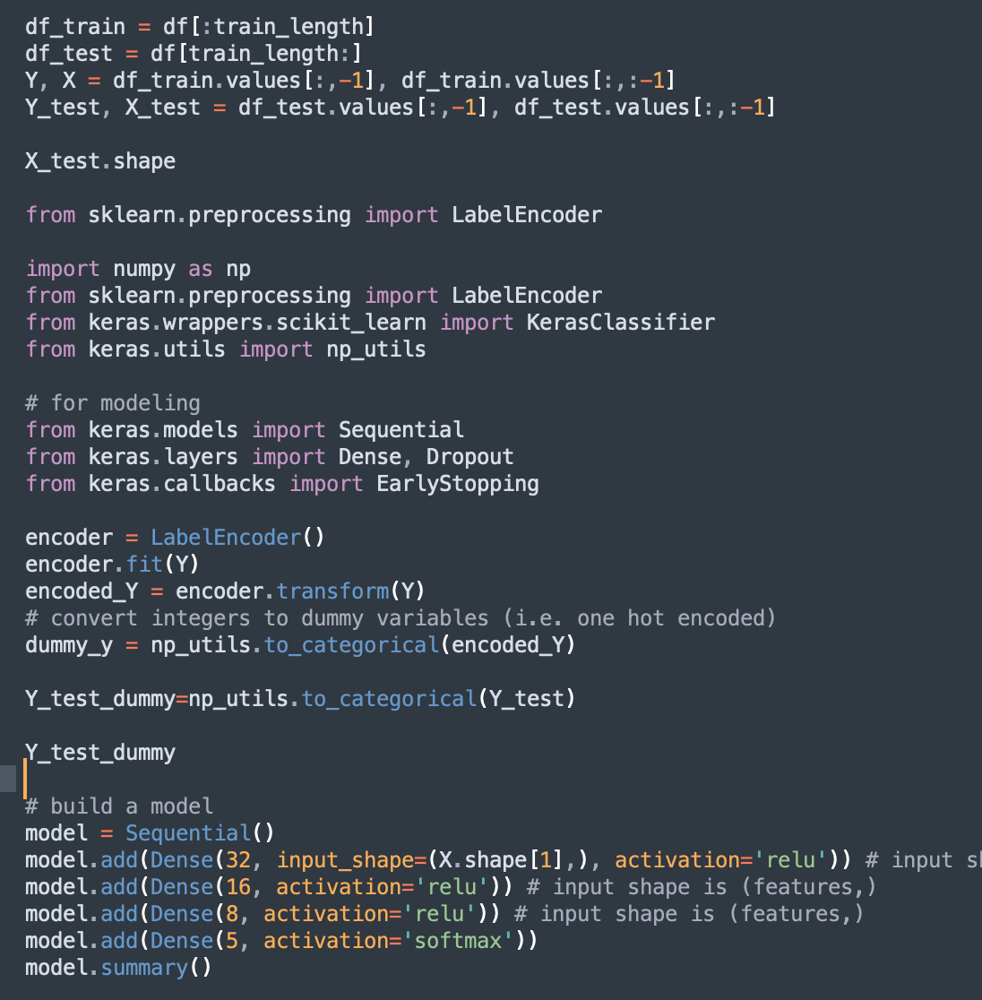 df_train = df[:train_length]
df_test = df[train_length:]
Y, X = df_train.values[:,-1], df_train.values[:,:-1]
Y_test, X_test = df_test.values[:,-1], df_test.values[:,:-1]
X_test.shape
from sklearn.preprocessing import LabelEncoder
import numpy as np
from sklearn.preprocessing import LabelEncoder
from keras.wrappers.scikit_learn import KerasClassifier
from keras.utils import np_utils
# for modeling
from keras.models import Sequential
from keras.layers import Dense, Dropout
from keras.callbacks import EarlyStopping
encoder = LabelEncoder()
encoder.fit(Y)
encoded_Y = encoder.transform(Y)
# convert integers to dummy variables (i.e. one hot encoded)
dummy_y = np_utils.to_categorical(encoded_Y)
Y_test_dummy=np_utils.to_categorical(Y_test)
Y_test_dummy
# build a model
model = Sequential()
model.add(Dense(32, input_shape=(X.shape[1],), activation='relu')) # input
model.add(Dense(16, activation='relu')) # input shape is (features,)
model.add(Dense(8, activation='relu')) # input shape is (features,)
model.add(Dense(5, activation='softmax'))
model.summary()